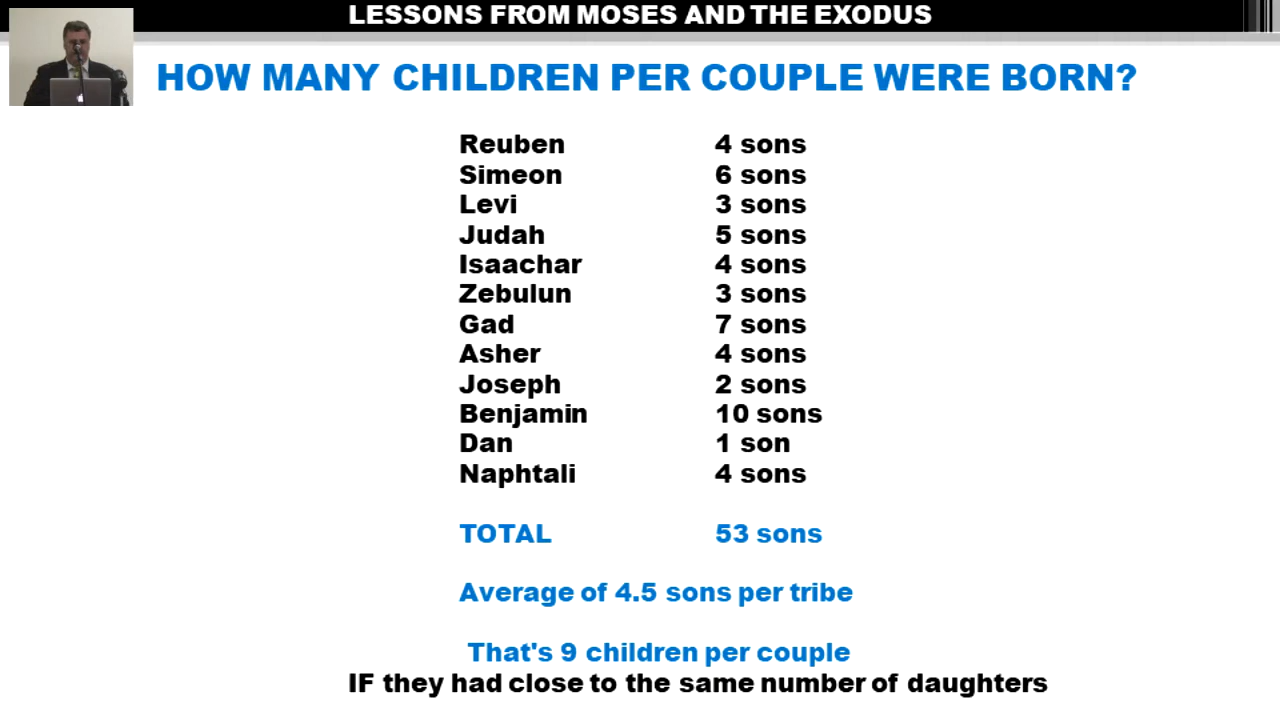 LESSONS FROM MOSES AND THE EXODUS
HOW MANY CHILDREN PER COUPLE WERE BORN?
Reuben 4 sons
Simeon 6 sons
Levi 3 sons
Judah 5 sons
Isaachar 4 sons
Zebulun 3 sons
Gad 7 sons
Asher 4 sons
Joseph 2 sons
Benjamin 10 sons
Dan 1 son
Naphtali 4 sons
TOTAL 53 sons
Average of 4.5 sons per tribe
That's 9 children per couple
IF they had close to the same number of daughters